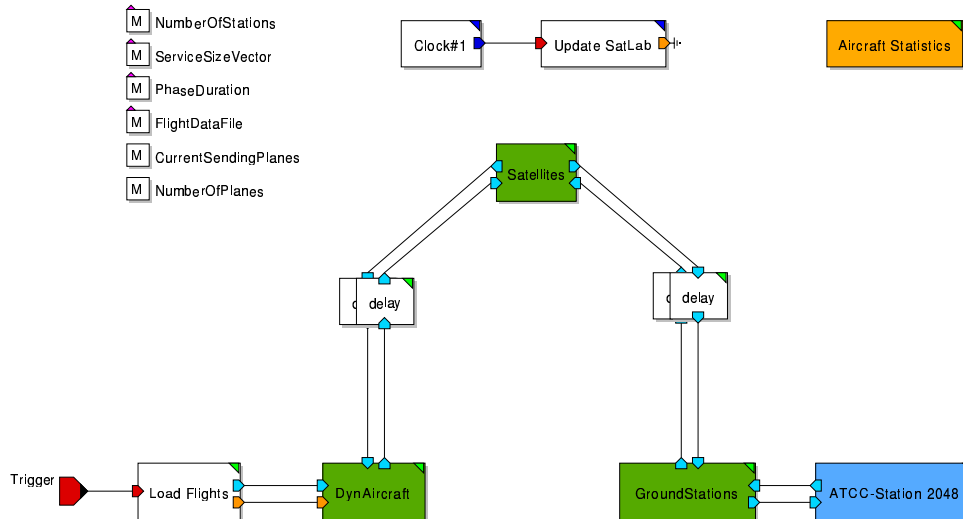 M NumberOfStations
M ServiceSizeVector
M PhaseDuration
M FlightDataFile
M CurrentSendingPlanes
M NumberOfPlanes
Clock#1
Update SatLab
Aircraft Statistics
Satellites
delay
delay
Trigger
Load Flights
DynAircraft
GroundStations
ATCC-Station 2048